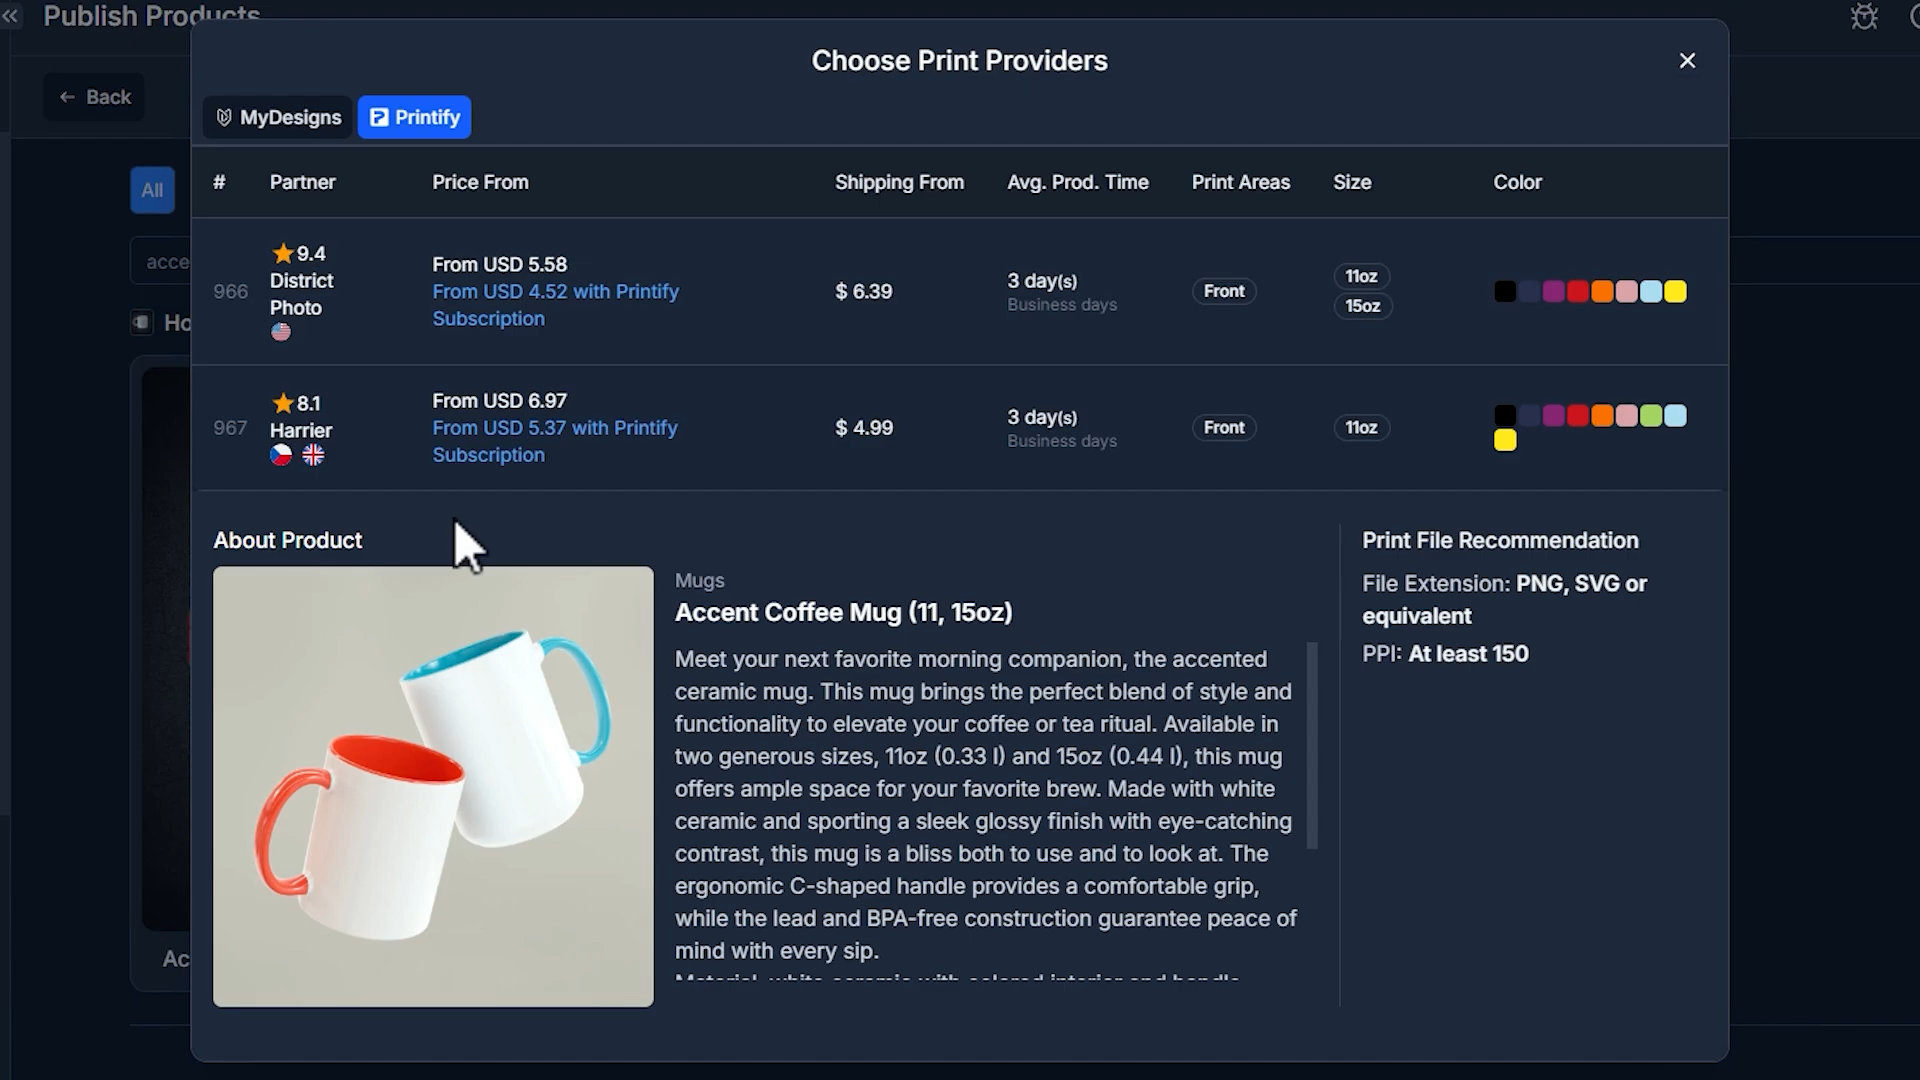 Publish Products
Choose Print Providers
← Back
MyDesigns
Printify
# Partner Price From Shipping From Avg. Prod. Time Print Areas Size Color
All
acce
966
9.4
District
Photo
From USD 5.58
From USD 4.52 with Printify
Subscription
$ 6.39
3 day(s)
Business days
Front
11oz
15oz
Ho
967
8.1
Harrier
From USD 6.97
From USD 5.37 with Printify
Subscription
$ 4.99
3 day(s)
Business days
Front
11oz
About Product
Mugs
Accent Coffee Mug (11, 15oz)
Meet your next favorite morning companion, the accented
ceramic mug. This mug brings the perfect blend of style and
functionality to elevate your coffee or tea ritual. Available in
two generous sizes, 11oz (0.33 l) and 15oz (0.44 l), this mug
offers ample space for your favorite brew. Made with white
ceramic and sporting a sleek glossy finish with eye-catching
contrast, this mug is a bliss both to use and to look at. The
ergonomic C-shaped handle provides a comfortable grip,
while the lead and BPA-free construction guarantee peace of
mind with every sip.
Material: white ceramic with colored interior and handle
Print File Recommendation
File Extension: PNG, SVG or
equivalent
PPI: At least 150
Ac